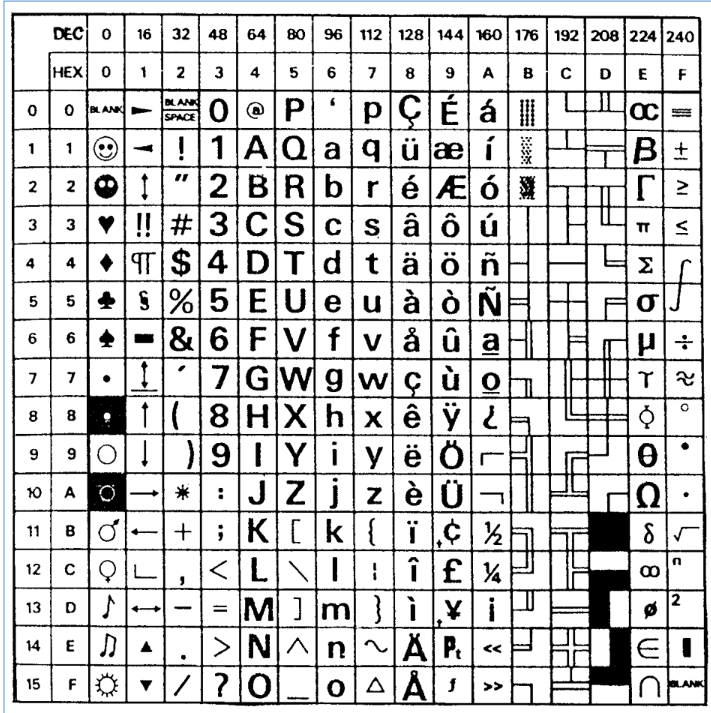 DEC 0 16 32 48 64 80 96 112 128 144 160 176 192 208 224 240
HEX 0 1 2 3 4 5 6 7 8 9 A B C D E F
0 0 BLANK ► BLANK SPACE 0 @ P ‘ p Ç É á ░ └ ╨ ∝ ≡
1 1 ☺ ◄ ! 1 A Q a q ü æ í ▒ ┴ ╤ β ±
2 2 ☻ ↕ " 2 B R b r é Æ ó ▓ ┬ ╥ Γ ≥
3 3 ♥ ‼ # 3 C S c s â ô ú │ ├ ╙ π ≤
4 4 ♦ ¶ $ 4 D T d t ä ö ñ ┤ ─ ╘ Σ ⌠
5 5 ♣ § % 5 E U e u à ò Ñ ╡ ┼ ╒ σ ⌡
6 6 ♠ ▬ & 6 F V f v å û ª ╢ ╞ ╓ µ ÷
7 7 • ↨ ´ 7 G W g w ç ù º ╖ ╟ ╫ ϒ ≈
8 8 ◘ ↑ ( 8 H X h x ê ÿ ¿ ╕ ╚ ╪ Φ °
9 9 ○ ↓ ) 9 I Y i y ë Ö ⌐ ╣ ╔ ┘ θ •
10 A ◙ → * : J Z j z è Ü ¬ ║ ╩ ┌ Ω ·
11 B ♂ ← + ; K [ k { ï ¢ ½ ╗ ╦ █ δ √
12 C ♀ ∟ , < L \ l ¦ î £ ¼ ╝ ╠ ▄ ∞ ⁿ
13 D ♪ ↔ − = M ] m } ì ¥ ¡ ╜ ═ ▌ ø ²
14 E ♫ ▲ . > N ^ n ~ Ä ₧ << ╛ ╬ ▐ ∈ ▮
15 F ☼ ▼ / ? O _ o △ Å ƒ >> ┐ ╧ ▀ ∩ BLANK